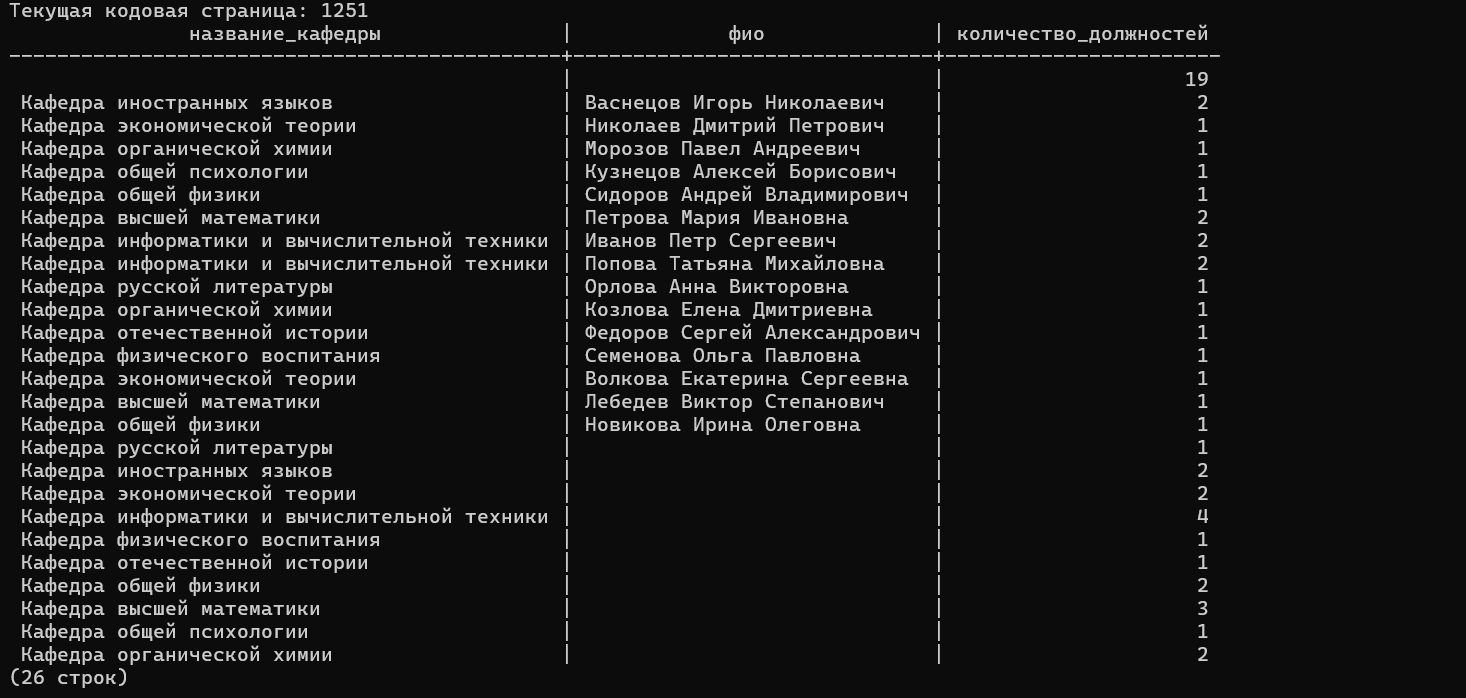 Текущая кодовая страница: 1251
название_кафедры | фио | количество_должностей
----------------------------------------------+------------------------------+-----------------------
| | 19
Кафедра иностранных языков | Васнецов Игорь Николаевич | 2
Кафедра экономической теории | Николаев Дмитрий Петрович | 1
Кафедра органической химии | Морозов Павел Андреевич | 1
Кафедра общей психологии | Кузнецов Алексей Борисович | 1
Кафедра общей физики | Сидоров Андрей Владимирович | 1
Кафедра высшей математики | Петрова Мария Ивановна | 2
Кафедра информатики и вычислительной техники | Иванов Петр Сергеевич | 2
Кафедра информатики и вычислительной техники | Попова Татьяна Михайловна | 2
Кафедра русской литературы | Орлова Анна Викторовна | 1
Кафедра органической химии | Козлова Елена Дмитриевна | 1
Кафедра отечественной истории | Федоров Сергей Александрович | 1
Кафедра физического воспитания | Семенова Ольга Павловна | 1
Кафедра экономической теории | Волкова Екатерина Сергеевна | 1
Кафедра высшей математики | Лебедев Виктор Степанович | 1
Кафедра общей физики | Новикова Ирина Олеговна | 1
Кафедра русской литературы | | 1
Кафедра иностранных языков | | 2
Кафедра экономической теории | | 2
Кафедра информатики и вычислительной техники | | 4
Кафедра физического воспитания | | 1
Кафедра отечественной истории | | 1
Кафедра общей физики | | 2
Кафедра высшей математики | | 3
Кафедра общей психологии | | 1
Кафедра органической химии | | 2
(26 строк)